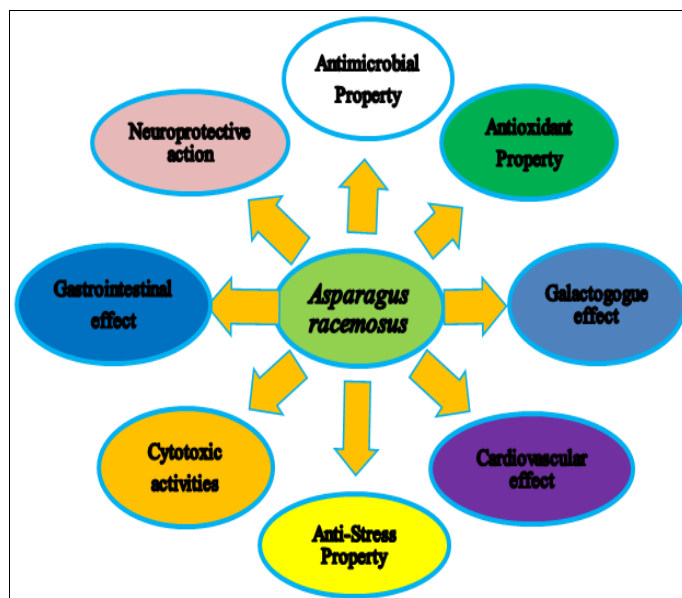 Antimicrobial
Property
Neuroprotective
action
Antioxidant
Property
Gastrointestinal
effect
Asparagus
racemosus
Galactogogue
effect
Cytotoxic
activities
Cardiovascular
effect
Anti-Stress
Property